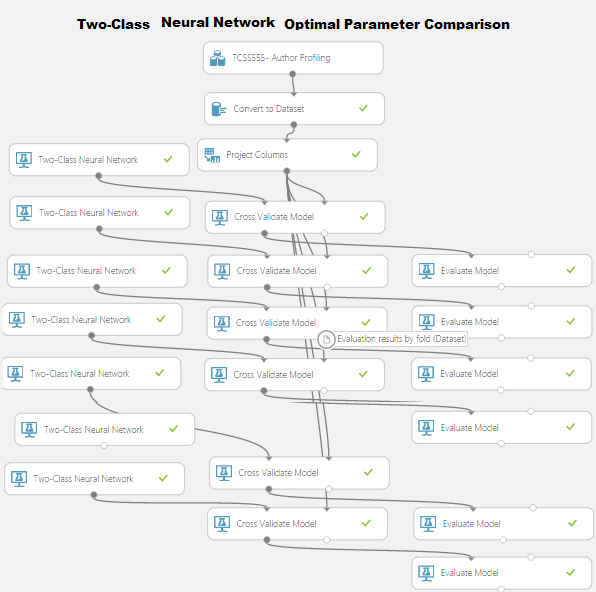 Two-Class Neural Network Optimal Parameter Comparison
TCSS555- Author Profiling
Convert to Dataset
Project Columns
Two-Class Neural Network
Two-Class Neural Network
Cross Validate Model
Two-Class Neural Network
Cross Validate Model
Evaluate Model
Two-Class Neural Network
Cross Validate Model
Evaluate Model
Evaluation results by fold (Dataset)
Two-Class Neural Network
Cross Validate Model
Evaluate Model
Two-Class Neural Network
Evaluate Model
Two-Class Neural Network
Cross Validate Model
Cross Validate Model
Evaluate Model
Evaluate Model